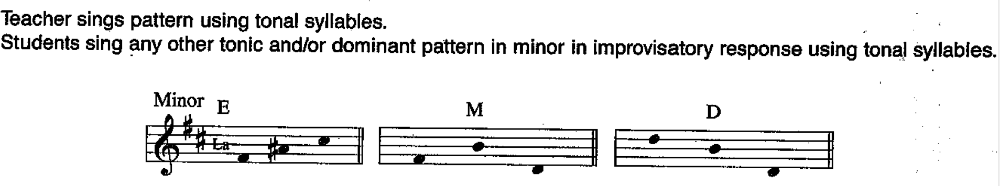 Teacher sings pattern using tonal syllables.
Students sing any other tonic and/or dominant pattern in minor in improvisatory response using tonal syllables.
Minor E M D
La